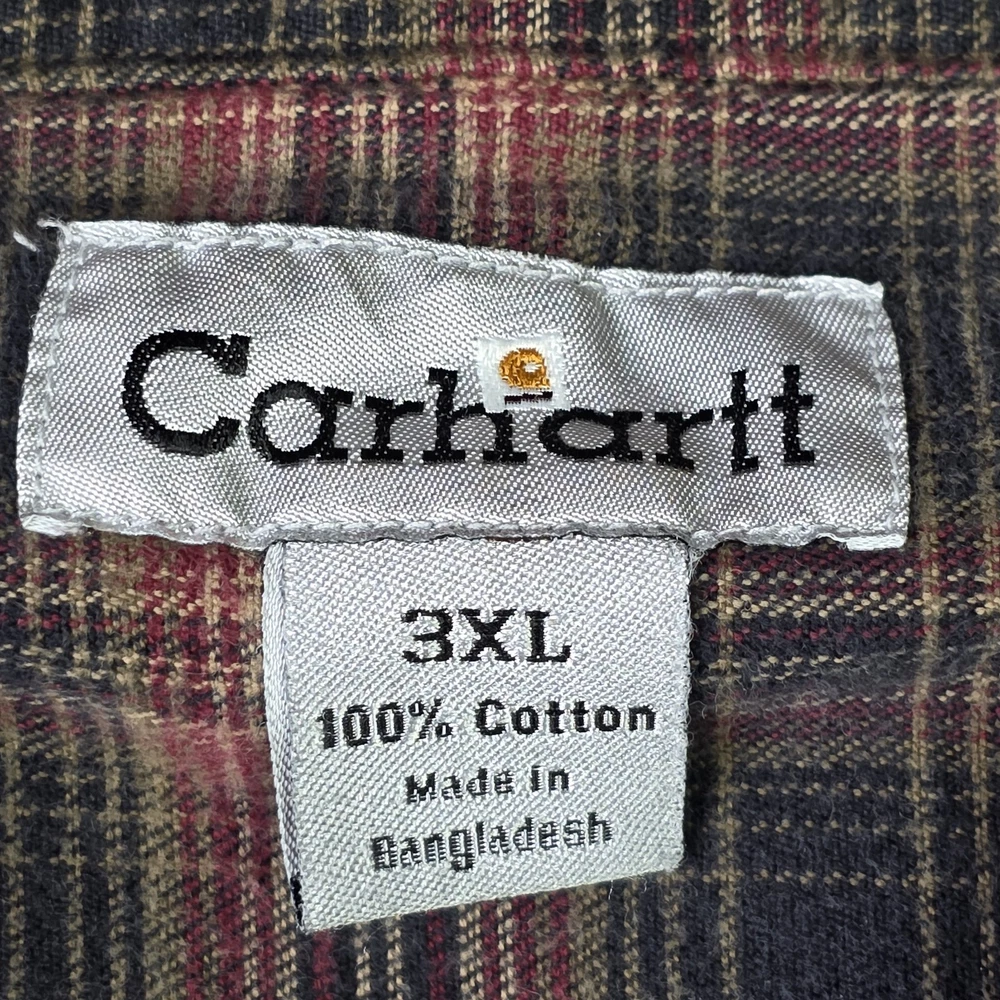 Carhartt
3XL
100% Cotton
Made in
Bangladesh